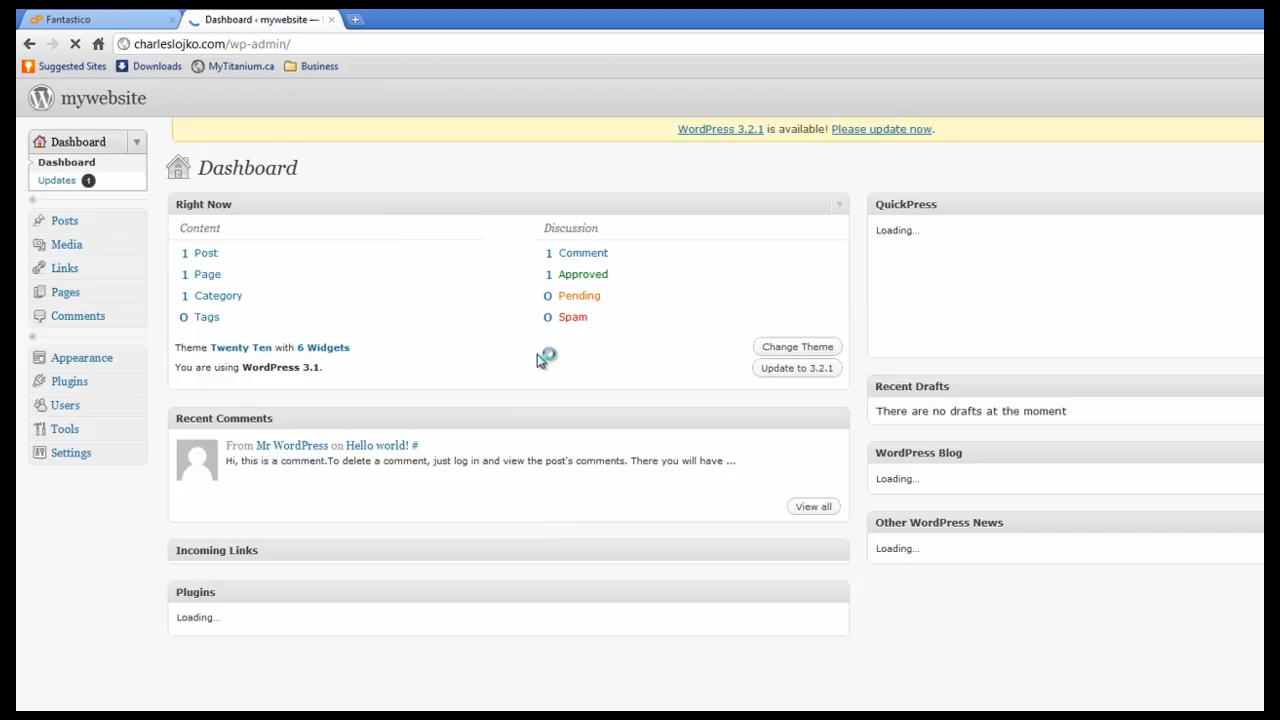 Fantastico
Dashboard ‹ mywebsite —
charleslojko.com/wp-admin/
Suggested Sites Downloads MyTitanium.ca Business
mywebsite
WordPress 3.2.1 is available! Please update now.
Dashboard
Dashboard
Updates 1
Posts
Media
Links
Pages
Comments
Appearance
Plugins
Users
Tools
Settings
Dashboard
Right Now
Content
1 Post
1 Page
1 Category
0 Tags
Discussion
1 Comment
1 Approved
0 Pending
0 Spam
Theme Twenty Ten with 6 Widgets
Change Theme
You are using WordPress 3.1.
Update to 3.2.1
Recent Comments
From Mr WordPress on Hello world! #
Hi, this is a comment.To delete a comment, just log in and view the post's comments. There you will have ...
View all
Incoming Links
Plugins
Loading...
QuickPress
Loading...
Recent Drafts
There are no drafts at the moment
WordPress Blog
Loading...
Other WordPress News
Loading...